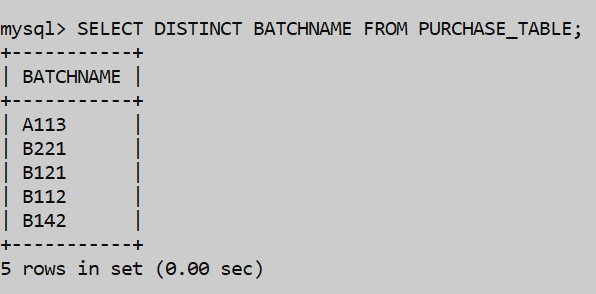 mysql> SELECT DISTINCT BATCHNAME FROM PURCHASE_TABLE;
+-----------+
| BATCHNAME |
+-----------+
| A113      |
| B221      |
| B121      |
| B112      |
| B142      |
+-----------+
5 rows in set (0.00 sec)